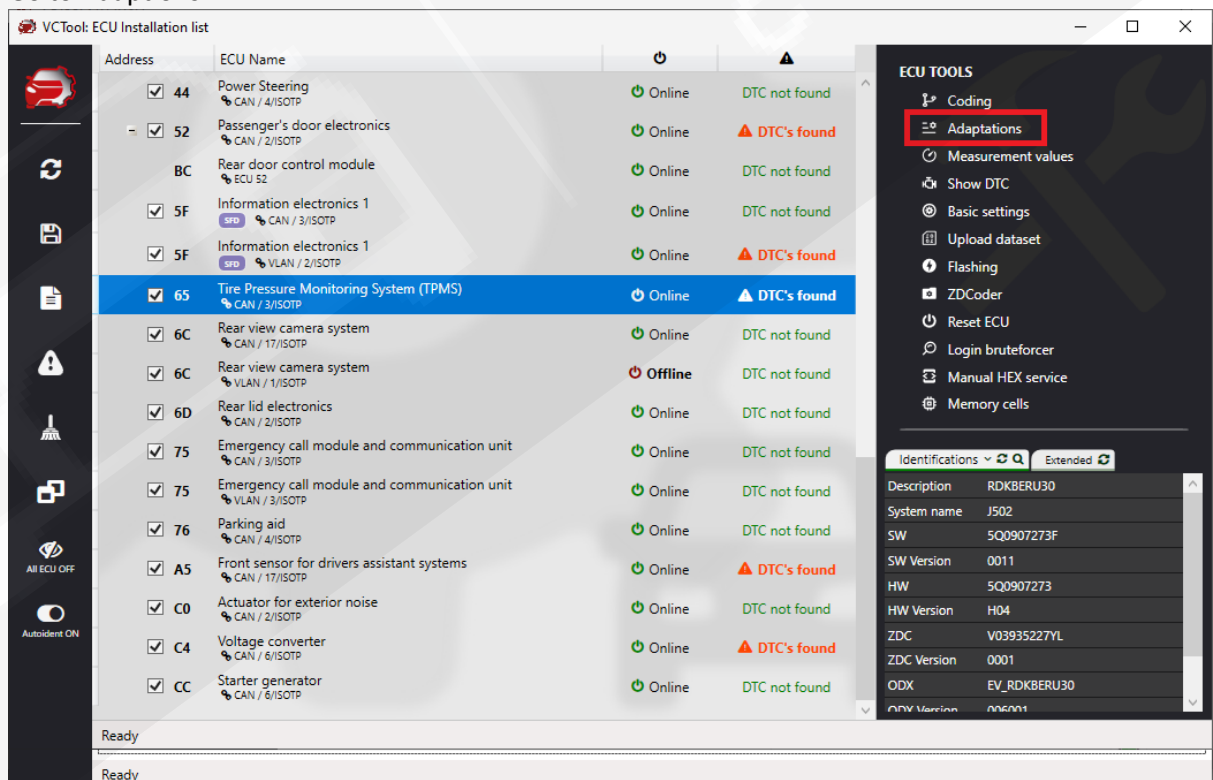 VCTool: ECU Installation list
Address ECU Name
44 Power Steering Online DTC not found
CAN / 4/ISOTP
52 Passenger's door electronics Online DTC's found
CAN / 2/ISOTP
BC Rear door control module Online DTC not found
ECU 52
5F Information electronics 1 Online DTC not found
SFD CAN / 3/ISOTP
5F Information electronics 1 Online DTC's found
SFD VLAN / 2/ISOTP
65 Tire Pressure Monitoring System (TPMS) Online DTC's found
CAN / 3/ISOTP
6C Rear view camera system Online DTC not found
CAN / 17/ISOTP
6C Rear view camera system Offline DTC not found
VLAN / 1/ISOTP
6D Rear lid electronics Online DTC not found
CAN / 2/ISOTP
75 Emergency call module and communication unit Online DTC not found
CAN / 3/ISOTP
75 Emergency call module and communication unit Online DTC not found
VLAN / 3/ISOTP
76 Parking aid Online DTC not found
CAN / 4/ISOTP
A5 Front sensor for drivers assistant systems Online DTC's found
CAN / 17/ISOTP
C0 Actuator for exterior noise Online DTC not found
CAN / 2/ISOTP
C4 Voltage converter Online DTC's found
CAN / 6/ISOTP
CC Starter generator Online DTC not found
CAN / 6/ISOTP
Ready
Ready
All ECU OFF
Autoident ON
ECU TOOLS
Coding
Adaptations
Measurement values
Show DTC
Basic settings
Upload dataset
Flashing
ZDCoder
Reset ECU
Login bruteforcer
Manual HEX service
Memory cells
Identifications Extended
Description RDKBERU30
System name J502
SW 5Q0907273F
SW Version 0011
HW 5Q0907273
HW Version H04
ZDC V03935227YL
ZDC Version 0001
ODX EV_RDKBERU30
ODX Version 006001